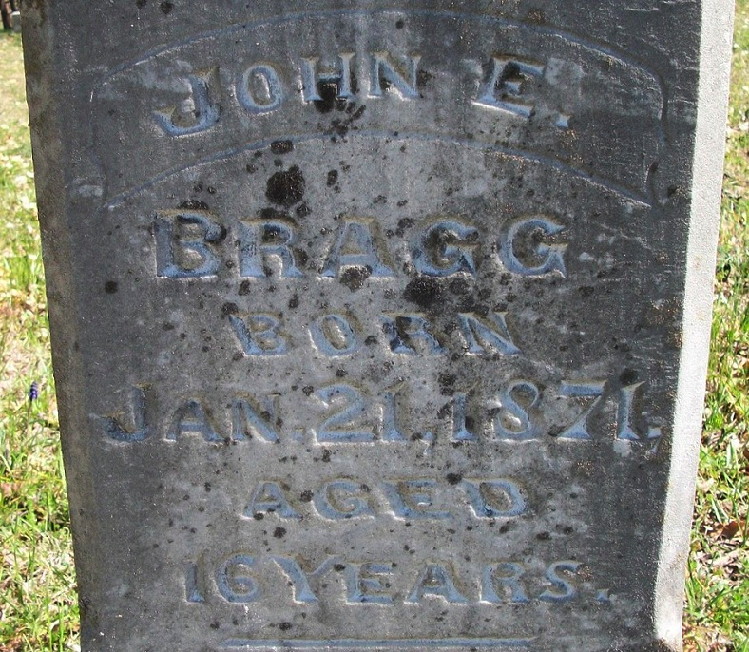 JOHN E.
BRAGG
BORN
JAN. 21, 1871.
AGED
16 YEARS.